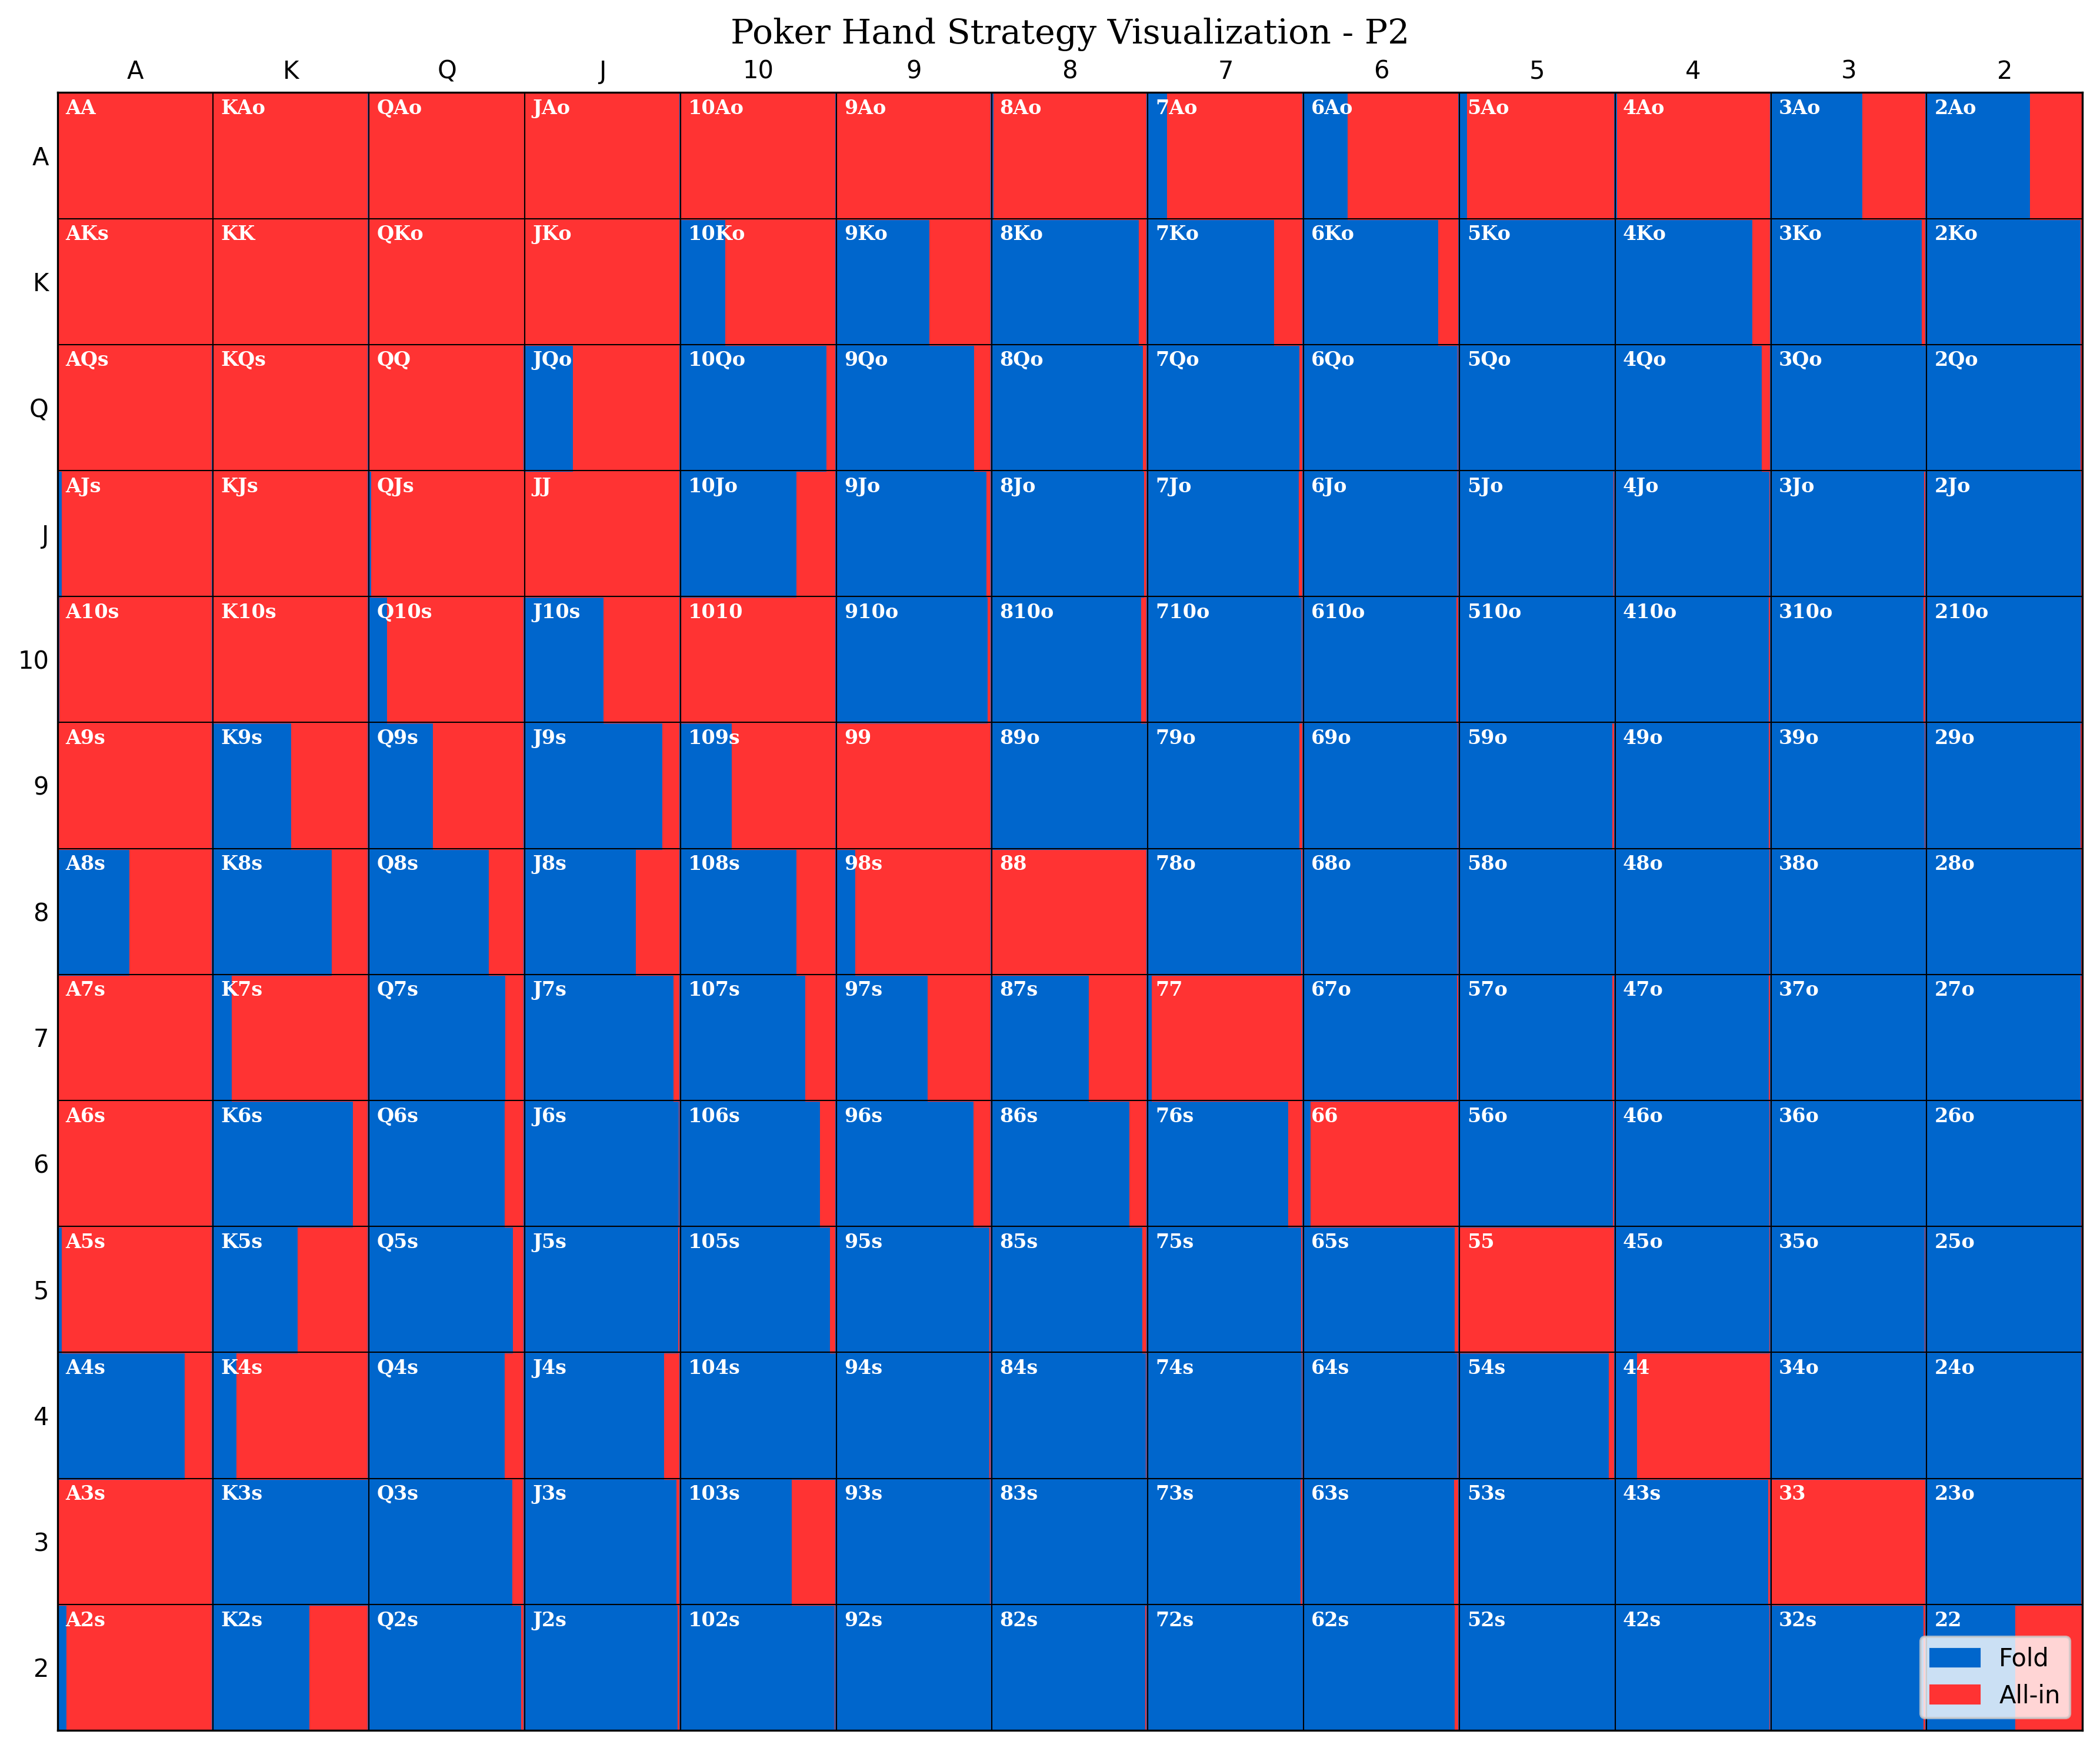 Poker Hand Strategy Visualization - P2
A K Q J 10 9 8 7 6 5 4 3 2
A AA KAo QAo JAo 10Ao 9Ao 8Ao 7Ao 6Ao 5Ao 4Ao 3Ao 2Ao
K AKs KK QKo JKo 10Ko 9Ko 8Ko 7Ko 6Ko 5Ko 4Ko 3Ko 2Ko
Q AQs KQs QQ JQo 10Qo 9Qo 8Qo 7Qo 6Qo 5Qo 4Qo 3Qo 2Qo
J AJs KJs QJs JJ 10Jo 9Jo 8Jo 7Jo 6Jo 5Jo 4Jo 3Jo 2Jo
10 A10s K10s Q10s J10s 1010 910o 810o 710o 610o 510o 410o 310o 210o
9 A9s K9s Q9s J9s 109s 99 89o 79o 69o 59o 49o 39o 29o
8 A8s K8s Q8s J8s 108s 98s 88 78o 68o 58o 48o 38o 28o
7 A7s K7s Q7s J7s 107s 97s 87s 77 67o 57o 47o 37o 27o
6 A6s K6s Q6s J6s 106s 96s 86s 76s 66 56o 46o 36o 26o
5 A5s K5s Q5s J5s 105s 95s 85s 75s 65s 55 45o 35o 25o
4 A4s K4s Q4s J4s 104s 94s 84s 74s 64s 54s 44 34o 24o
3 A3s K3s Q3s J3s 103s 93s 83s 73s 63s 53s 43s 33 23o
2 A2s K2s Q2s J2s 102s 92s 82s 72s 62s 52s 42s 32s 22
Fold
All-in